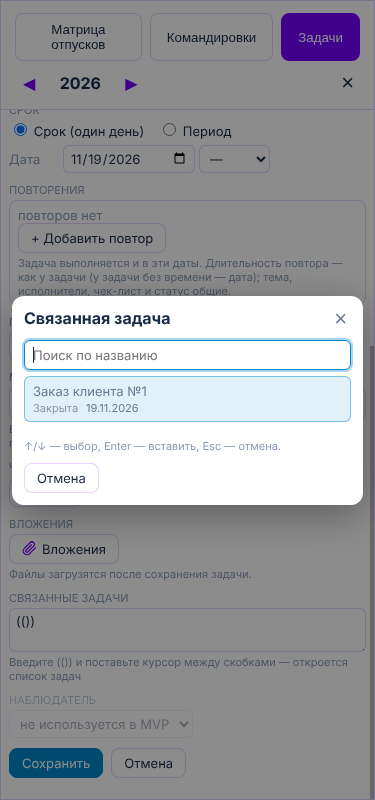 Матрица отпусков
Командировки
Задачи
◀ 2026 ▶ ✕
СРОК
Срок (один день) Период
Дата 11/19/2026 —
ПОВТОРЕНИЯ
повторов нет
+ Добавить повтор
Задача выполняется и в эти даты. Длительность повтора —
как у задачи (у задачи без времени — дата); тема,
исполнители, чек-лист и статус общие.
Связанная задача ✕
Поиск по названию
Заказ клиента №1
Закрыта 19.11.2026
↑/↓ — выбор, Enter — вставить, Esc — отмена.
Отмена
ВЛОЖЕНИЯ
Вложения
Файлы загрузятся после сохранения задачи.
СВЯЗАННЫЕ ЗАДАЧИ
(())
Введите (()) и поставьте курсор между скобками — откроется
список задач
НАБЛЮДАТЕЛЬ
не используется в MVP
Сохранить
Отмена